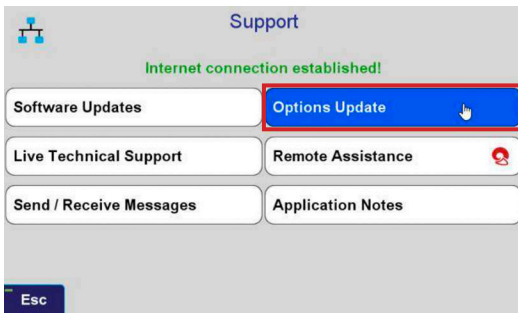 Support
Internet connection established!
Software Updates
Options Update
Live Technical Support
Remote Assistance
Send / Receive Messages
Application Notes
Esc